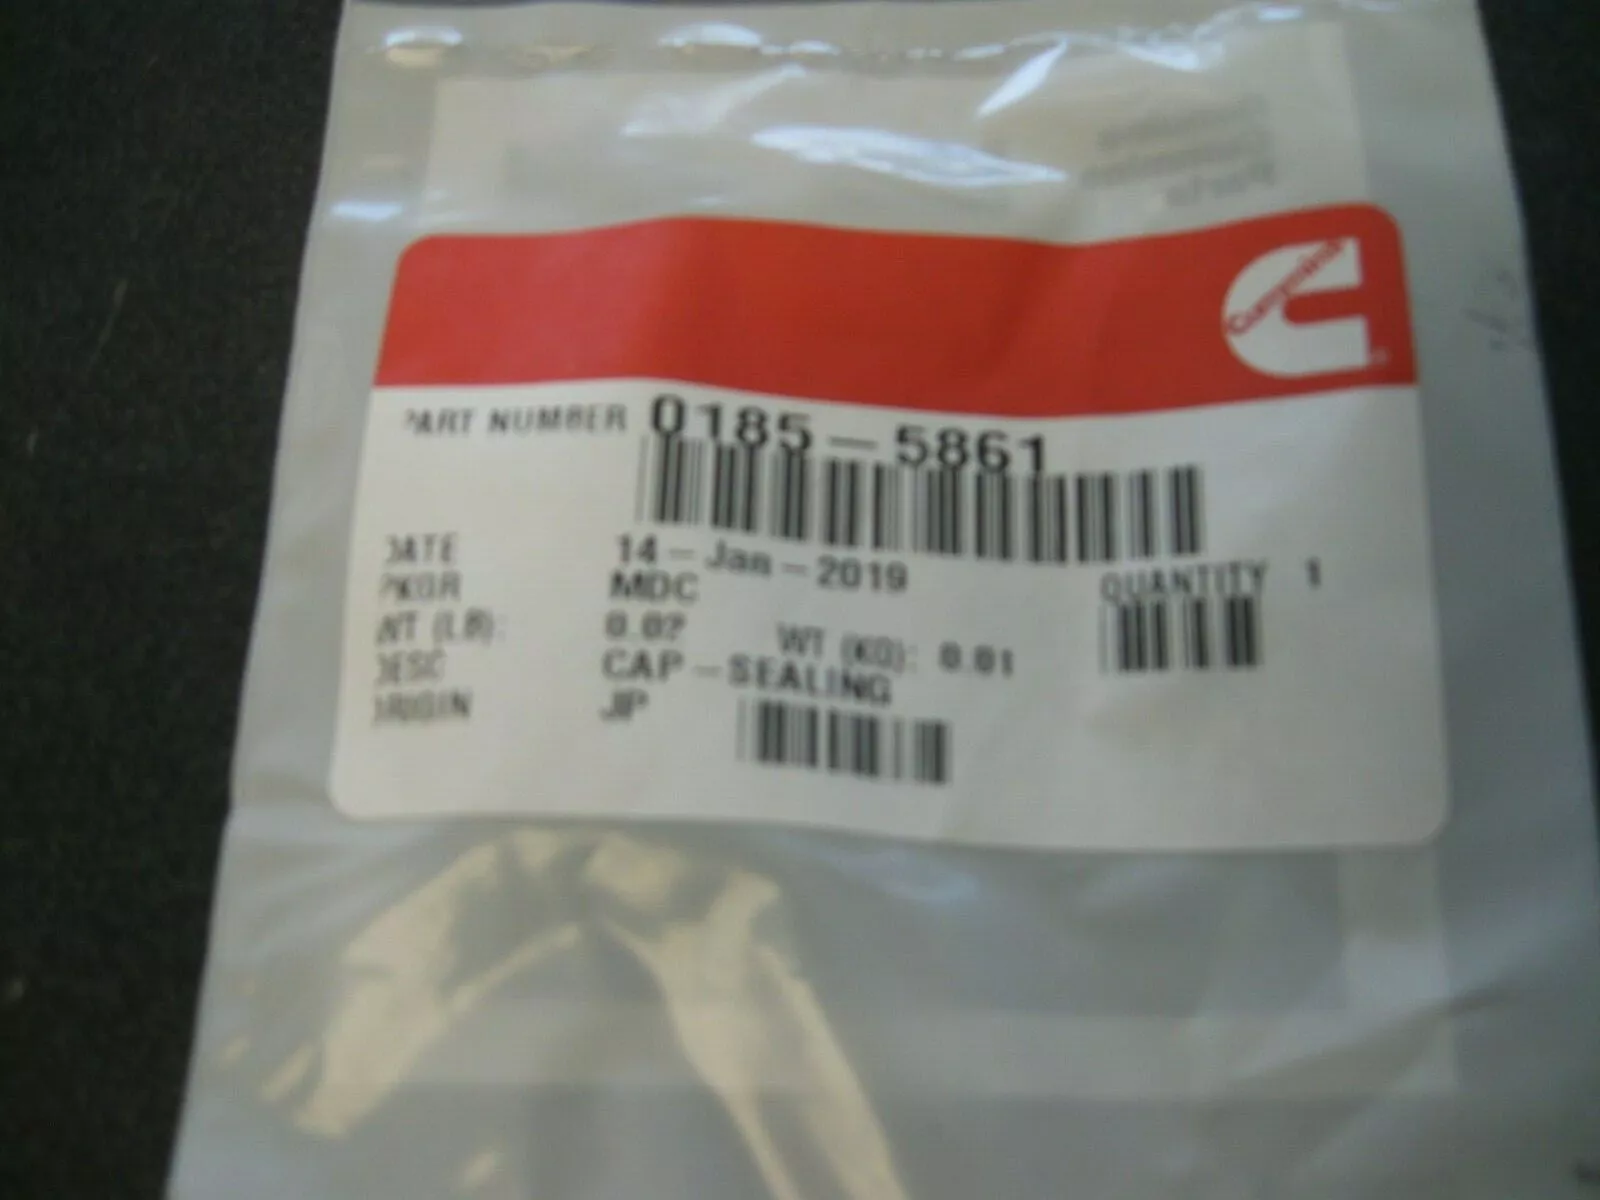 Cummins
PART NUMBER 0185-5861
DATE 14-Jan-2019
PKGR MDC
QUANTITY 1
WT (LB): 0.02 WT (KG): 0.01
DESC CAP-SEALING
ORIGIN JP